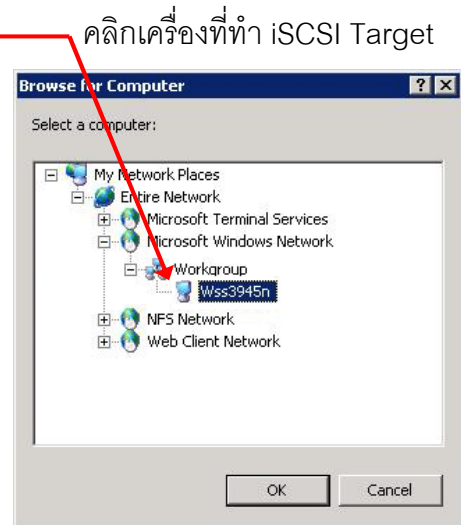 คลิกเครื่องที่ทำ iSCSI Target
Browse for Computer
Select a computer:
My Network Places
Entire Network
Microsoft Terminal Services
Microsoft Windows Network
Workgroup
Wss3945n
NFS Network
Web Client Network
OK Cancel